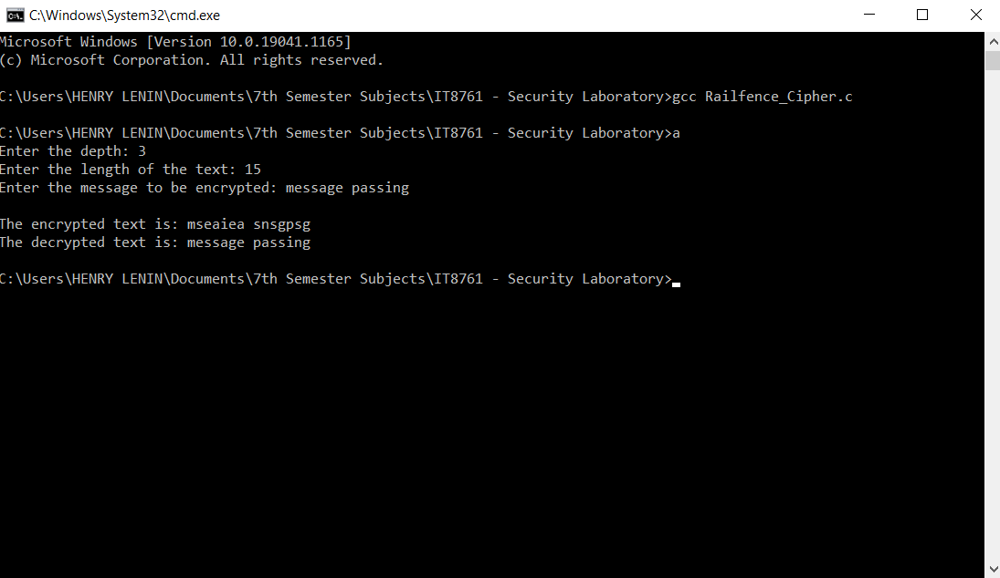 C:\Windows\System32\cmd.exe
Microsoft Windows [Version 10.0.19041.1165]
(c) Microsoft Corporation. All rights reserved.
C:\Users\HENRY LENIN\Documents\7th Semester Subjects\IT8761 - Security Laboratory>gcc Railfence_Cipher.c
C:\Users\HENRY LENIN\Documents\7th Semester Subjects\IT8761 - Security Laboratory>a
Enter the depth: 3
Enter the length of the text: 15
Enter the message to be encrypted: message passing
The encrypted text is: mseaiea snsgpsg
The decrypted text is: message passing
C:\Users\HENRY LENIN\Documents\7th Semester Subjects\IT8761 - Security Laboratory>